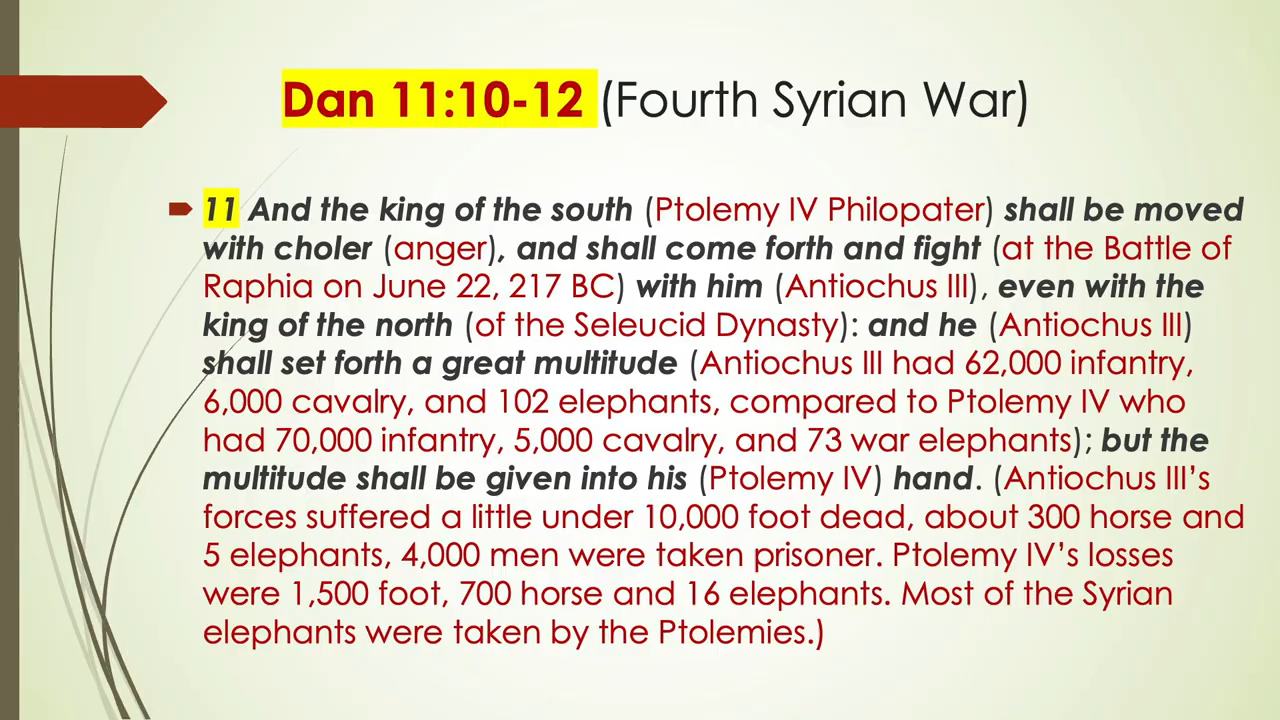 Dan 11:10-12 (Fourth Syrian War)
11 And the king of the south (Ptolemy IV Philopater) shall be moved
with choler (anger), and shall come forth and fight (at the Battle of
Raphia on June 22, 217 BC) with him (Antiochus III), even with the
king of the north (of the Seleucid Dynasty): and he (Antiochus III)
shall set forth a great multitude (Antiochus III had 62,000 infantry,
6,000 cavalry, and 102 elephants, compared to Ptolemy IV who
had 70,000 infantry, 5,000 cavalry, and 73 war elephants); but the
multitude shall be given into his (Ptolemy IV) hand. (Antiochus III’s
forces suffered a little under 10,000 foot dead, about 300 horse and
5 elephants, 4,000 men were taken prisoner. Ptolemy IV’s losses
were 1,500 foot, 700 horse and 16 elephants. Most of the Syrian
elephants were taken by the Ptolemies.)